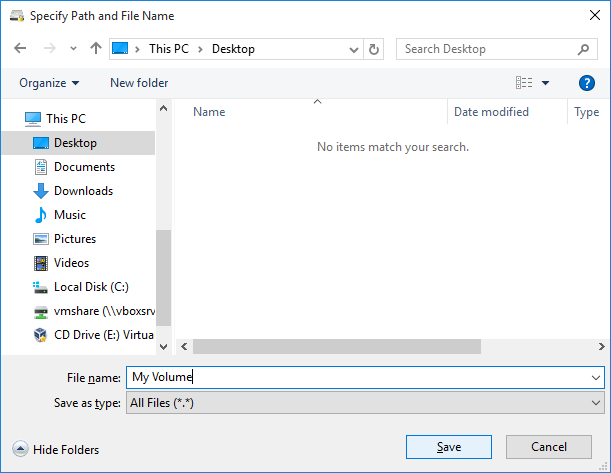 Specify Path and File Name
This PC Desktop
Search Desktop
Organize New folder
?
Name Date modified Type
No items match your search.
This PC
Desktop
Documents
Downloads
Music
Pictures
Videos
Local Disk (C:)
vmshare (\\vboxsrv
CD Drive (E:) Virtua
File name: My Volume
Save as type: All Files (*.*)
Hide Folders Save Cancel